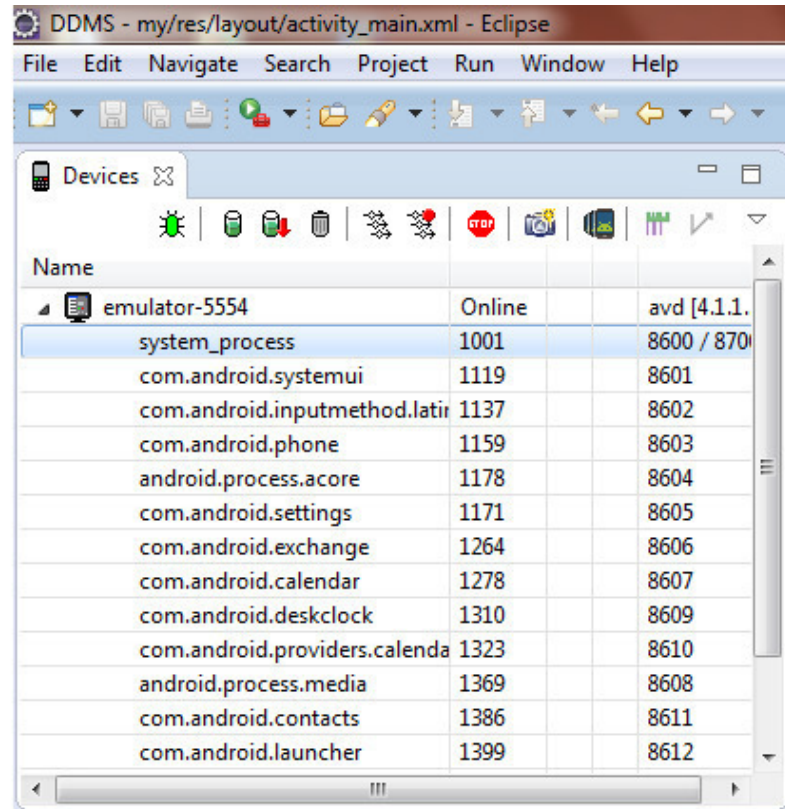 DDMS - my/res/layout/activity_main.xml - Eclipse
File Edit Navigate Search Project Run Window Help
Devices
STOP
Name
emulator-5554 Online avd [4.1.1.
system_process 1001 8600 / 870
com.android.systemui 1119 8601
com.android.inputmethod.latin 1137 8602
com.android.phone 1159 8603
android.process.acore 1178 8604
com.android.settings 1171 8605
com.android.exchange 1264 8606
com.android.calendar 1278 8607
com.android.deskclock 1310 8609
com.android.providers.calenda 1323 8610
android.process.media 1369 8608
com.android.contacts 1386 8611
com.android.launcher 1399 8612